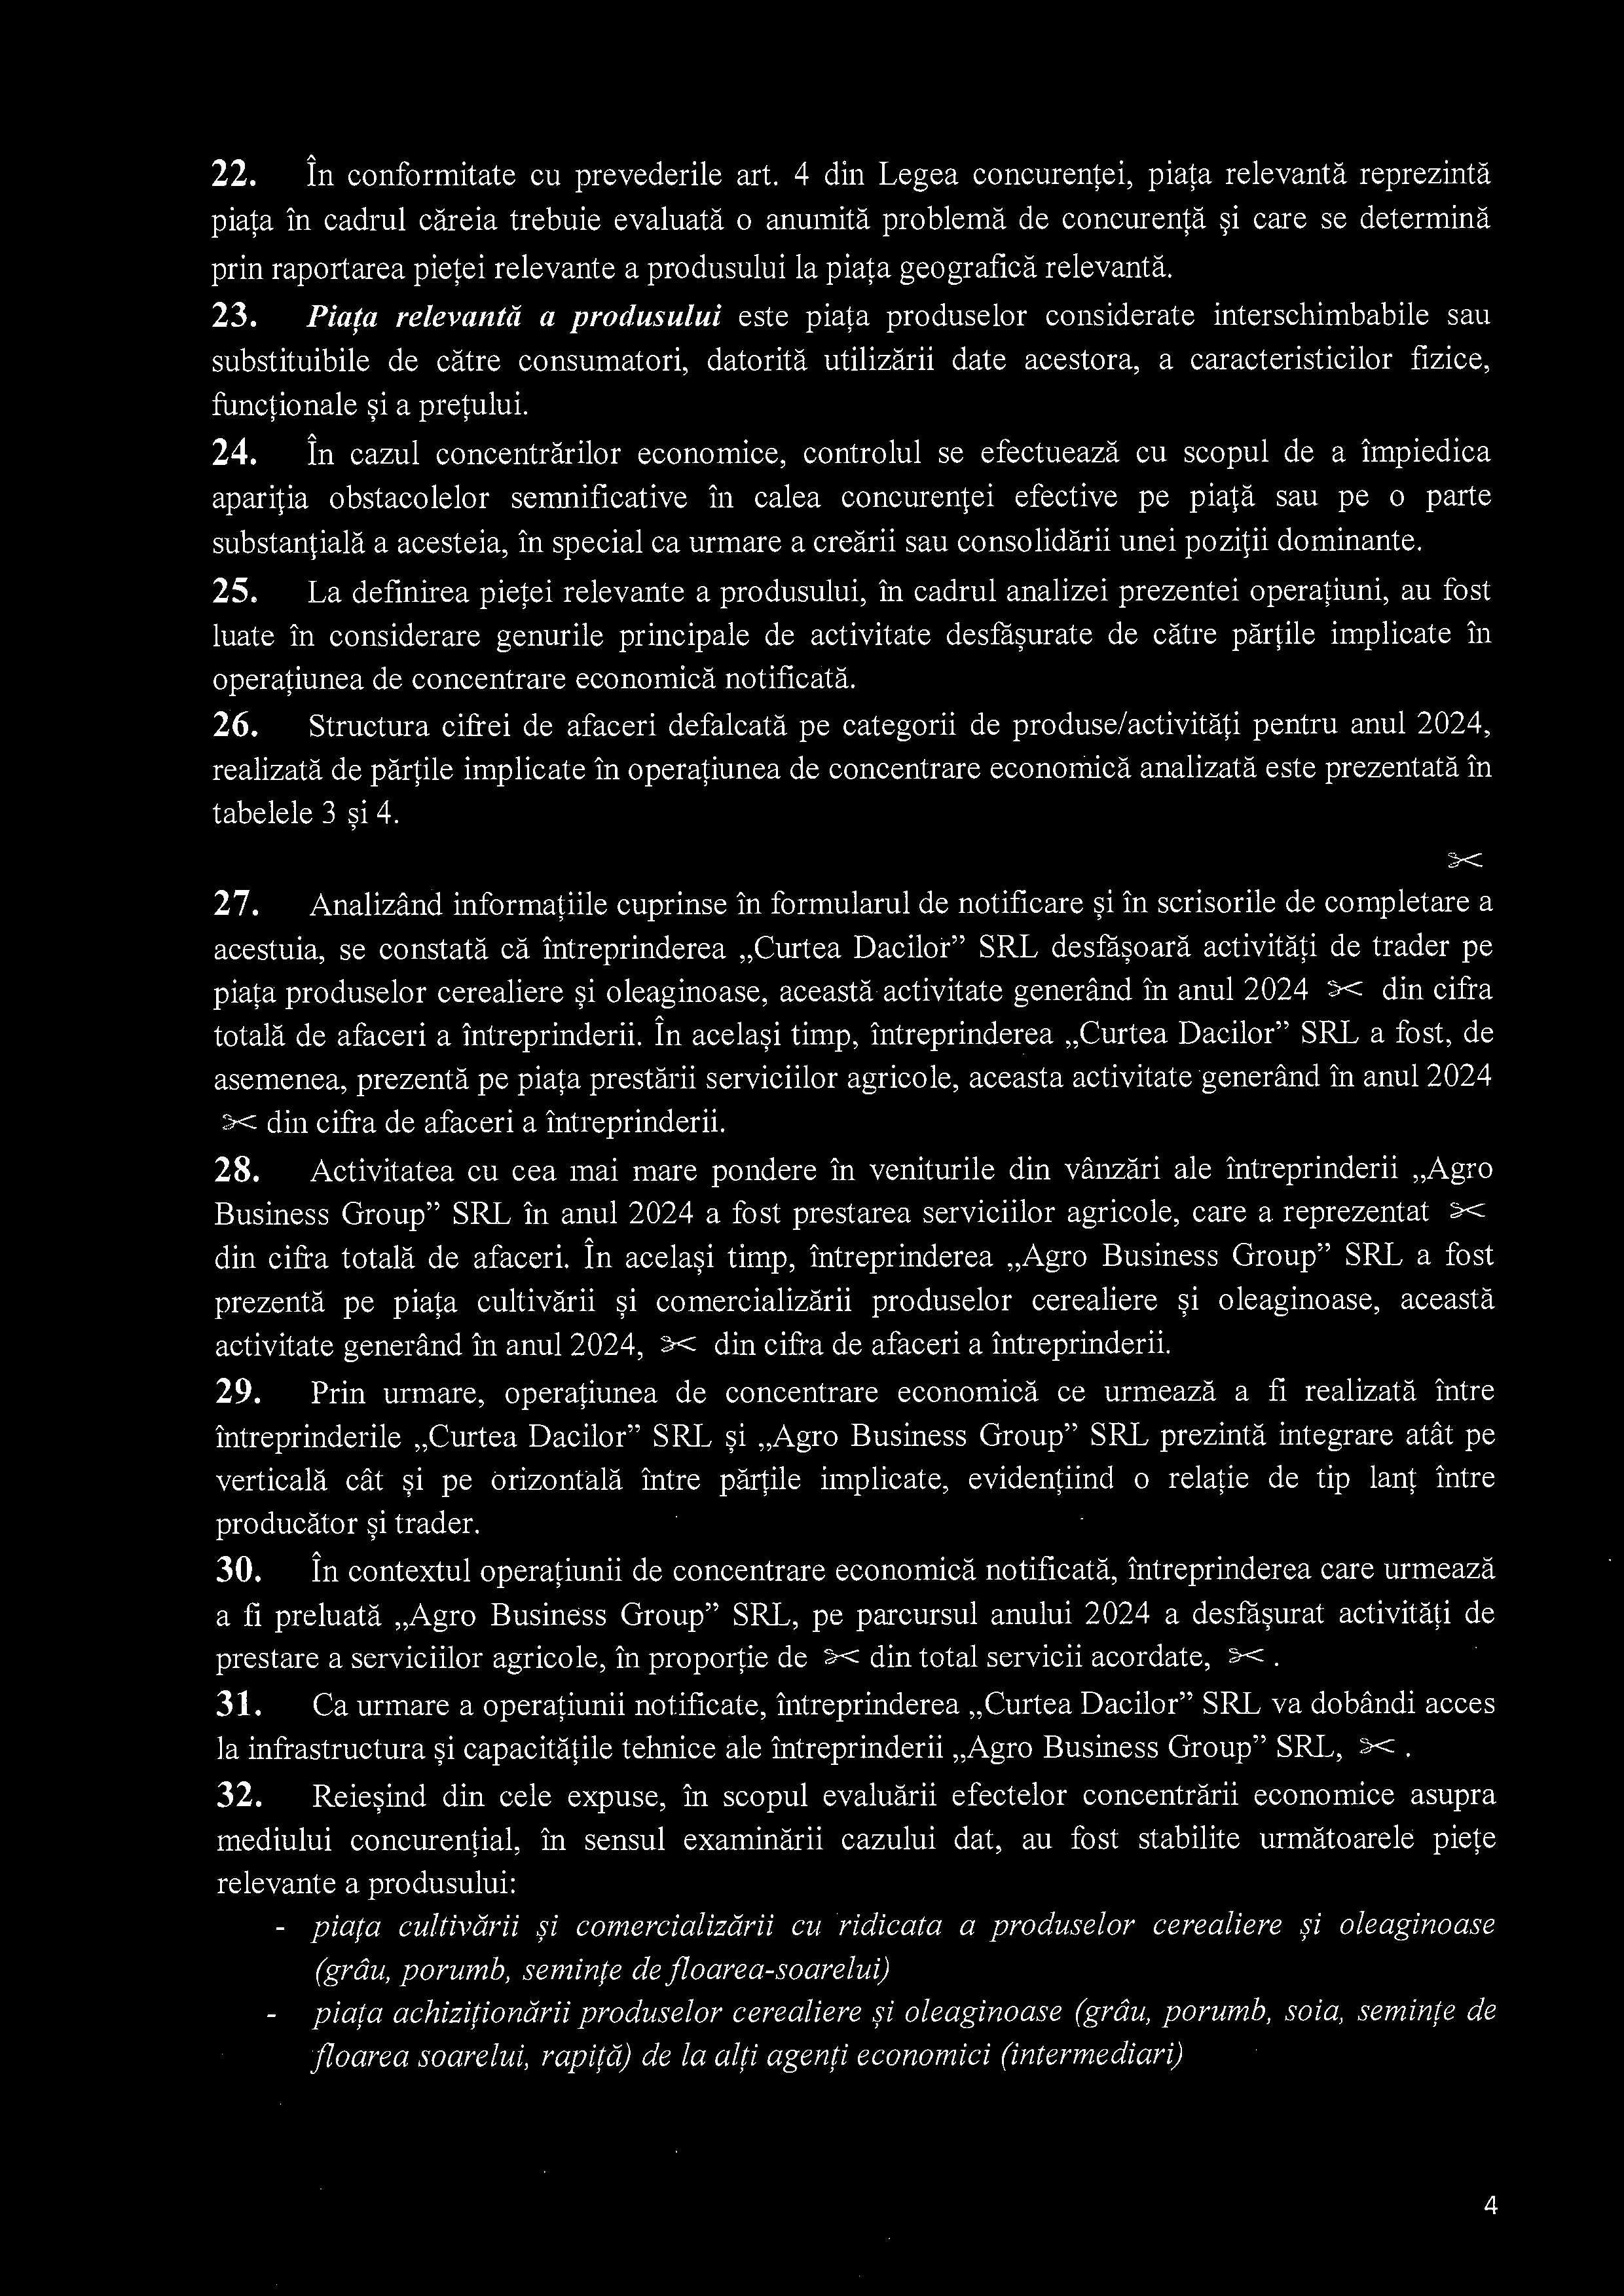 22. În conformitate cu prevederile art. 4 din Legea concurenței, piața relevantă reprezintă
piața în cadrul căreia trebuie evaluată o anumită problemă de concurență şi care se determină
prin raportarea pieței relevante a produsului la piața geografică relevantă.
23. Piața relevantă a produsului este piața produselor considerate interschimbabile sau
substituibile de către consumatori, datorită utilizării date acestora, a caracteristicilor fizice,
funcționale și a prețului.
24. În cazul concentrărilor economice, controlul se efectuează cu scopul de a împiedica
apariţia obstacolelor semnificative în calea concurenţei efective pe piaţă sau pe o parte
substanţială a acesteia, în special ca urmare a creării sau consolidării unei poziţii dominante.
25. La definirea pieței relevante a produsului, în cadrul analizei prezentei operațiuni, au fost
luate în considerare genurile principale de activitate desfășurate de către părțile implicate în
operațiunea de concentrare economică notificată.
26. Structura cifrei de afaceri defalcată pe categorii de produse/activități pentru anul 2024,
realizată de părțile implicate în operațiunea de concentrare economică analizată este prezentată în
tabelele 3 și 4.
✂
27. Analizând informațiile cuprinse în formularul de notificare și în scrisorile de completare a
acestuia, se constată că întreprinderea „Curtea Dacilor” SRL desfășoară activități de trader pe
piața produselor cerealiere și oleaginoase, această activitate generând în anul 2024 ✂ din cifra
totală de afaceri a întreprinderii. În același timp, întreprinderea „Curtea Dacilor” SRL a fost, de
asemenea, prezentă pe piața prestării serviciilor agricole, aceasta activitate generând în anul 2024
✂ din cifra de afaceri a întreprinderii.
28. Activitatea cu cea mai mare pondere în veniturile din vânzări ale întreprinderii „Agro
Business Group” SRL în anul 2024 a fost prestarea serviciilor agricole, care a reprezentat ✂
din cifra totală de afaceri. În același timp, întreprinderea „Agro Business Group” SRL a fost
prezentă pe piața cultivării și comercializării produselor cerealiere și oleaginoase, această
activitate generând în anul 2024, ✂ din cifra de afaceri a întreprinderii.
29. Prin urmare, operațiunea de concentrare economică ce urmează a fi realizată între
întreprinderile „Curtea Dacilor” SRL și „Agro Business Group” SRL prezintă integrare atât pe
verticală cât și pe orizontală între părțile implicate, evidențiind o relație de tip lanț între
producător și trader.
30. În contextul operațiunii de concentrare economică notificată, întreprinderea care urmează
a fi preluată „Agro Business Group” SRL, pe parcursul anului 2024 a desfășurat activități de
prestare a serviciilor agricole, în proporție de ✂ din total servicii acordate, ✂ .
31. Ca urmare a operațiunii notificate, întreprinderea „Curtea Dacilor” SRL va dobândi acces
la infrastructura și capacitățile tehnice ale întreprinderii „Agro Business Group” SRL, ✂ .
32. Reieșind din cele expuse, în scopul evaluării efectelor concentrării economice asupra
mediului concurențial, în sensul examinării cazului dat, au fost stabilite următoarele piețe
relevante a produsului:
- piața cultivării și comercializării cu ridicata a produselor cerealiere și oleaginoase
(grâu, porumb, semințe de floarea-soarelui)
- piața achiziționării produselor cerealiere și oleaginoase (grâu, porumb, soia, semințe de
floarea soarelui, rapiță) de la alți agenți economici (intermediari)
4